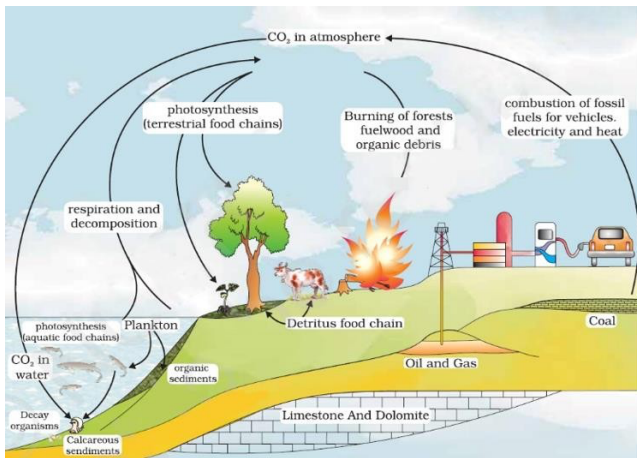 CO₂ in atmosphere
photosynthesis
(terrestrial food chains)
Burning of forests
fuelwood and
organic debris
combustion of fossil
fuels for vehicles.
electricity and heat
respiration and
decomposition
photosynthesis
(aquatic food chains)
Plankton
Detritus food chain
CO₂ in
water
organic
sediments
Oil and Gas
Coal
Decay
organisms
Calcareous
sendiments
Limestone And Dolomite